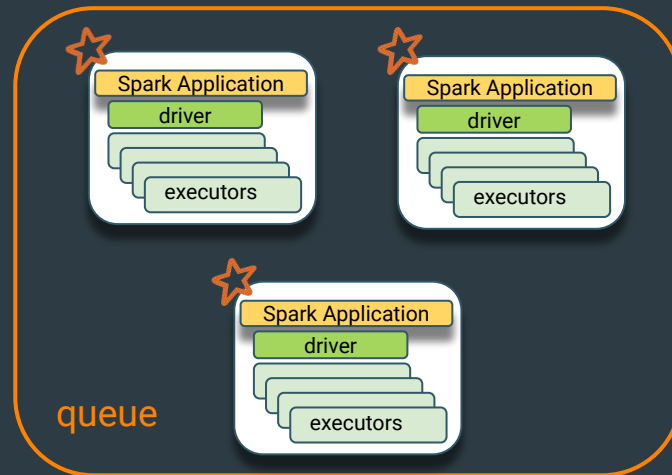 Spark Application
driver
executors
Spark Application
driver
executors
Spark Application
driver
executors
queue